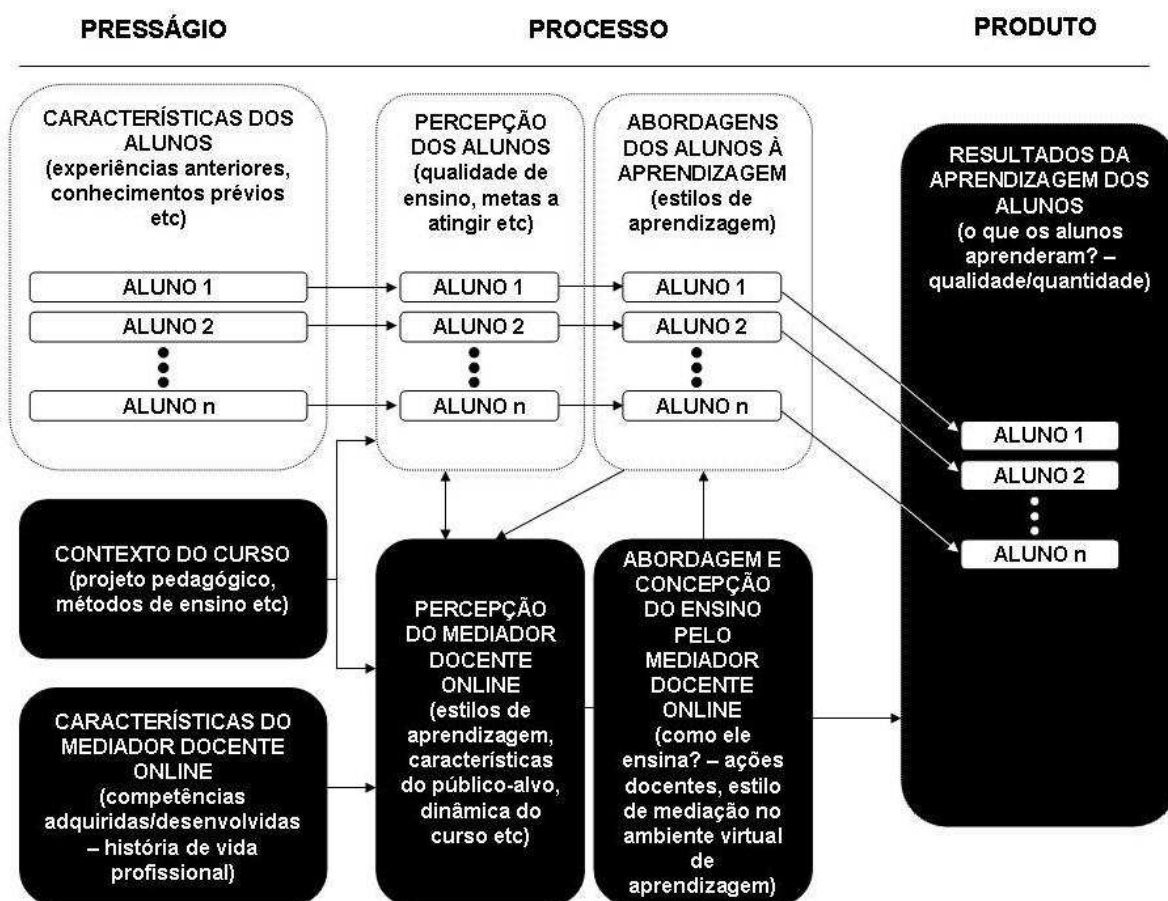 PRESSÁGIO
PROCESSO
PRODUTO
CARACTERÍSTICAS DOS
ALUNOS
(experiências anteriores,
conhecimentos prévios
etc)
ALUNO 1
ALUNO 2
ALUNO n
PERCEPÇÃO
DOS ALUNOS
(qualidade de
ensino, metas a
atingir etc)
ALUNO 1
ALUNO 2
ALUNO n
ABORDAGENS
DOS ALUNOS À
APRENDIZAGEM
(estilos de
aprendizagem)
ALUNO 1
ALUNO 2
ALUNO n
RESULTADOS DA
APRENDIZAGEM DOS
ALUNOS
(o que os alunos
aprenderam? –
qualidade/quantidade)
ALUNO 1
ALUNO 2
ALUNO n
CONTEXTO DO CURSO
(projeto pedagógico,
métodos de ensino etc)
CARACTERÍSTICAS DO
MEDIADOR DOCENTE
ONLINE
(competências
adquiridas/desenvolvidas
– história de vida
profissional)
PERCEPÇÃO
DO MEDIADOR
DOCENTE
ONLINE
(estilos de
aprendizagem,
características
do público-alvo,
dinâmica do
curso etc)
ABORDAGEM E
CONCEPÇÃO
DO ENSINO
PELO
MEDIADOR
DOCENTE
ONLINE
(como ele
ensina? – ações
docentes, estilo
de mediação no
ambiente virtual
de
aprendizagem)